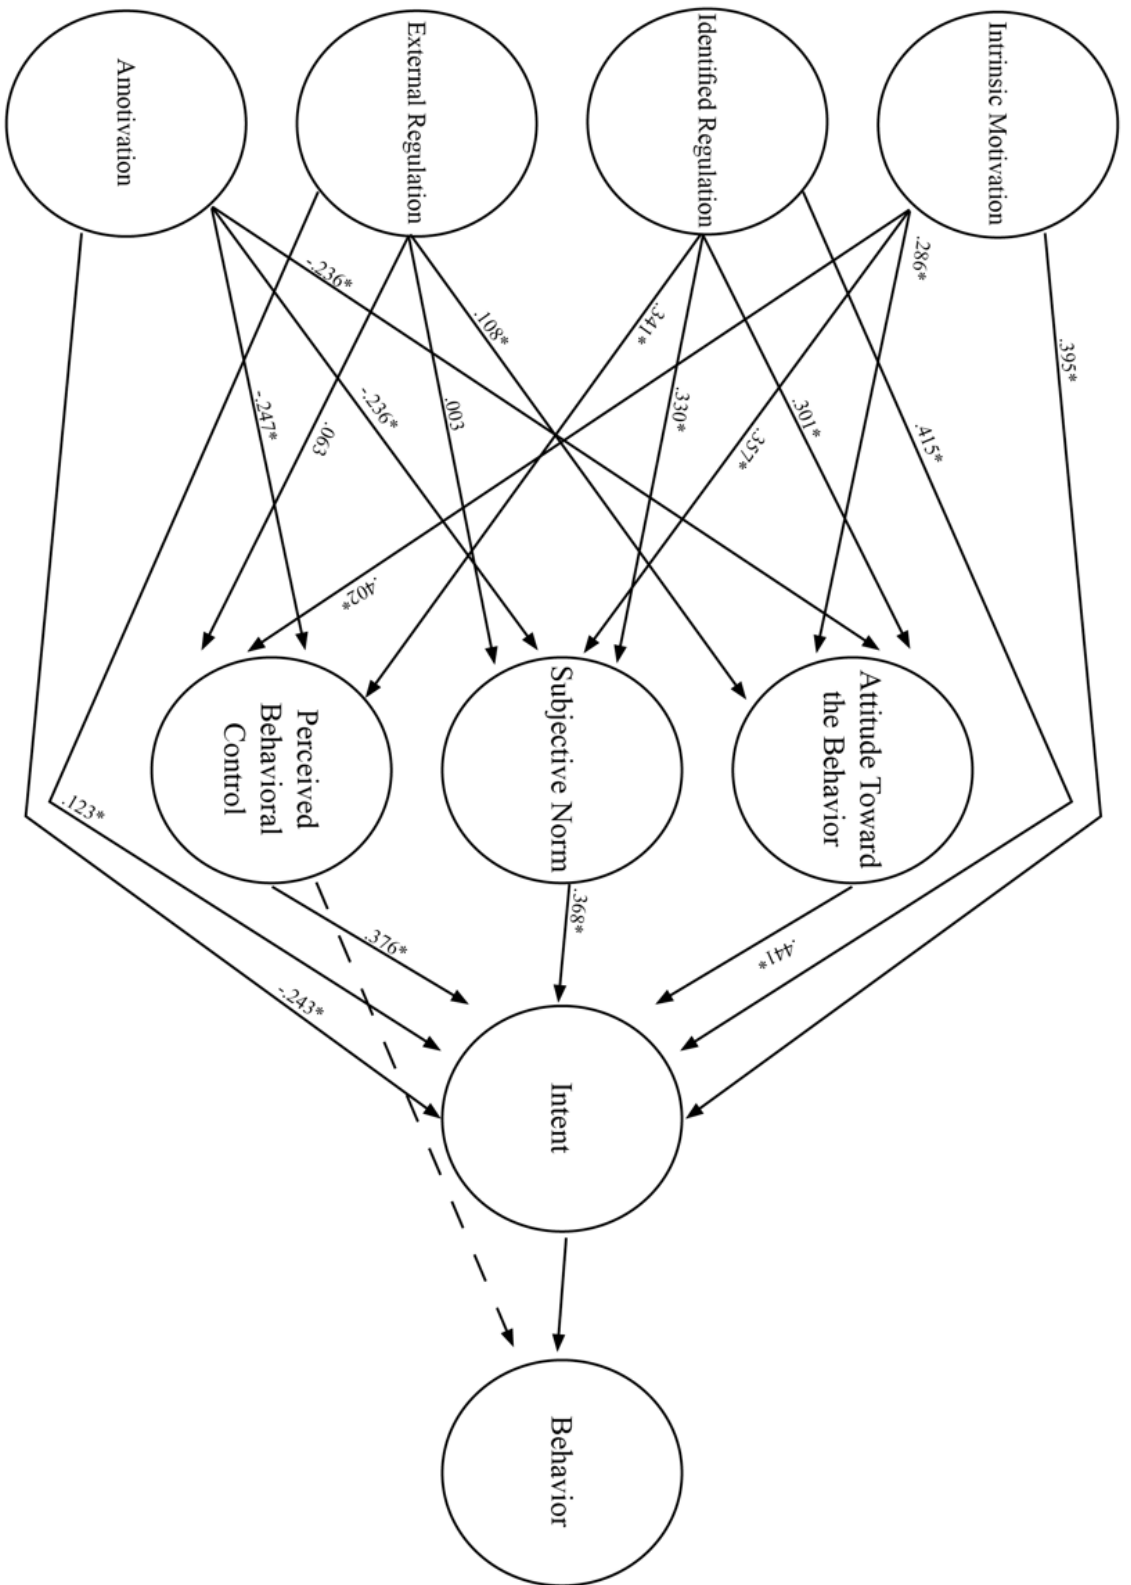 Intrinsic Motivation
Identified Regulation
External Regulation
Amotivation
.395*
.286*
.415*
.301*
.357*
.330*
.341*
.402*
.108*
.003
.063
-.236*
-.236*
-.247*
Attitude Toward
the Behavior
Subjective Norm
Perceived
Behavioral
Control
.441*
.368*
.376*
.123*
-.243*
Intent
Behavior